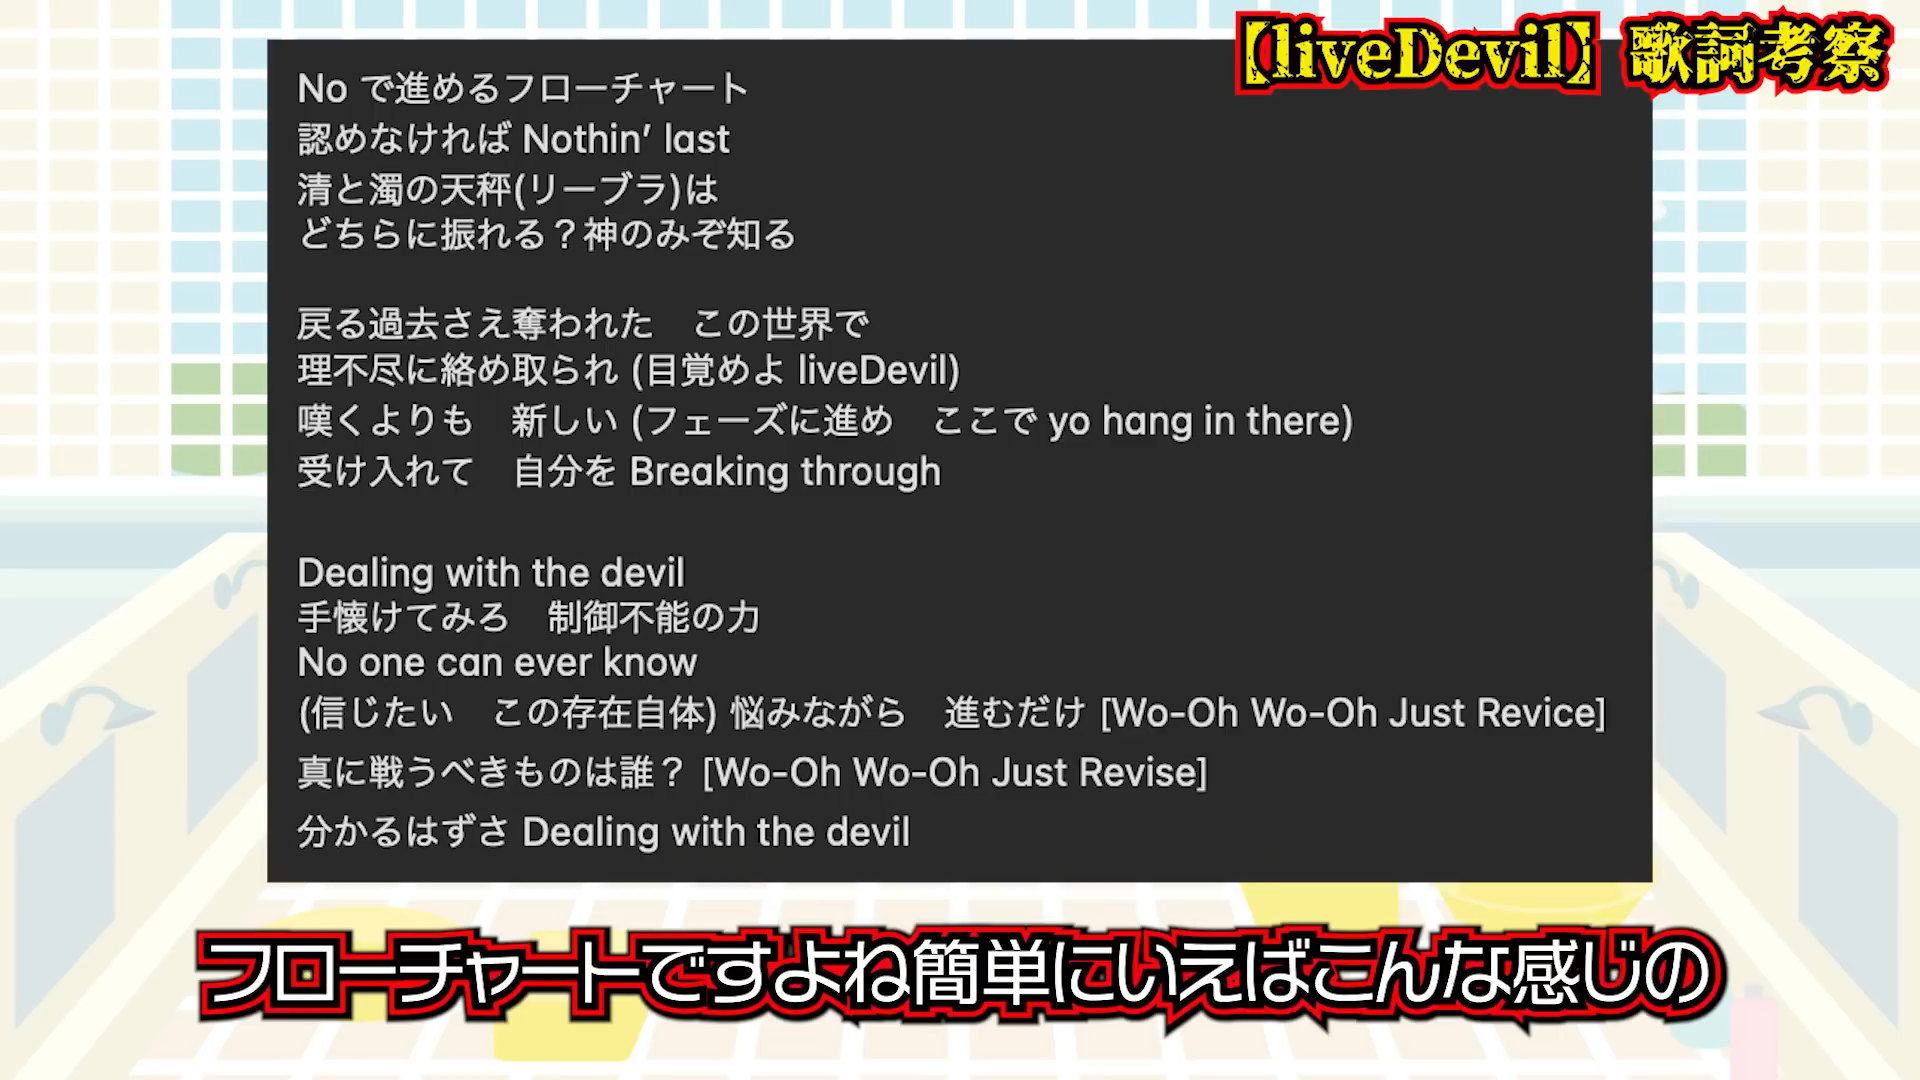 【liveDevil】歌詞考察
No で進めるフローチャート
認めなければ Nothin’ last
清と濁の天秤(リーブラ)は
どちらに振れる？神のみぞ知る
戻る過去さえ奪われた　この世界で
理不尽に絡め取られ (目覚めよ liveDevil)
嘆くよりも　新しい (フェーズに進め　ここで yo hang in there)
受け入れて　自分を Breaking through
Dealing with the devil
手懐けてみろ　制御不能の力
No one can ever know
(信じたい　この存在自体) 悩みながら　進むだけ [Wo-Oh Wo-Oh Just Revice]
真に戦うべきものは誰？ [Wo-Oh Wo-Oh Just Revise]
分かるはずさ Dealing with the devil
フローチャートですよね簡単にいえばこんな感じの